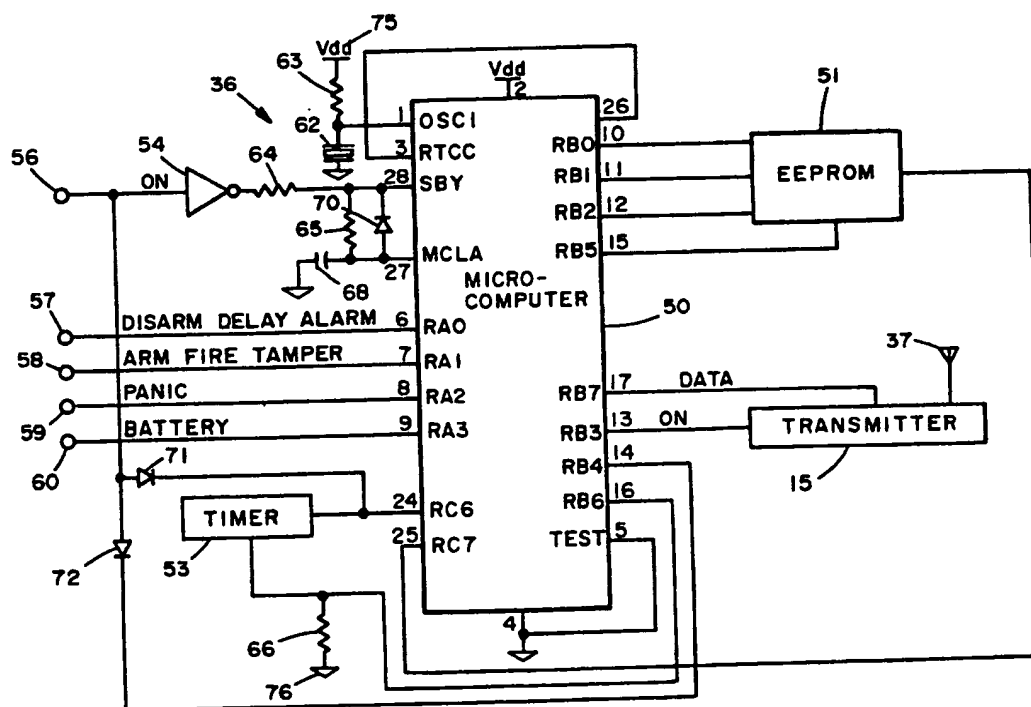 75
Vdd
63
36
Vdd
2
26
51
1
OSC1
62
10
RB0
EEPROM
3
RTCC
54
64
56
ON
28
SBY
11
RB1
70
12
RB2
65
15
RB5
27
MCLA
68
MICRO-
COMPUTER
57
DISARM DELAY ALARM
6
RA0
50
58
ARM FIRE TAMPER
7
RA1
37
59
PANIC
8
RA2
RB7
17
DATA
60
BATTERY
9
RA3
RB3
13
ON
TRANSMITTER
71
RB4
14
15
TIMER
24
RC6
RB6
16
25
RC7
TEST
5
72
53
66
4
76